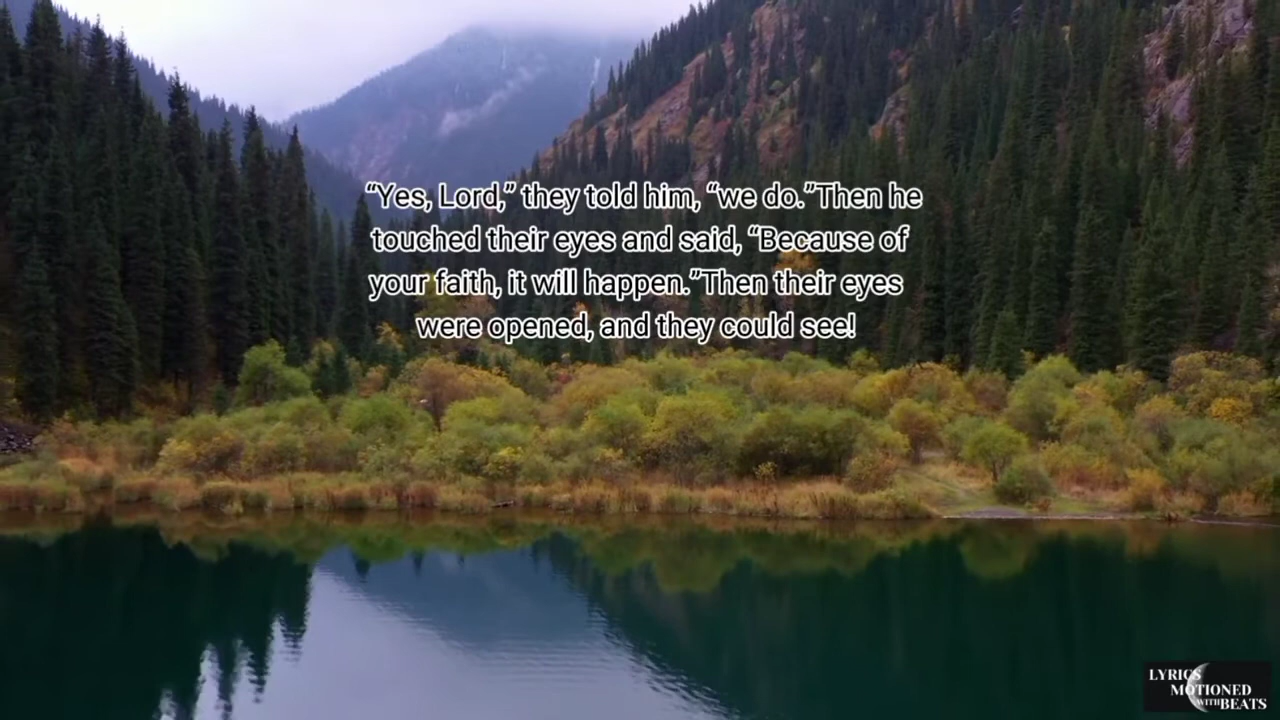 “Yes, Lord,” they told him, “we do.”Then he
touched their eyes and said, “Because of
your faith, it will happen.”Then their eyes
were opened, and they could see!
LYRICS
MOTIONED
WITH BEATS